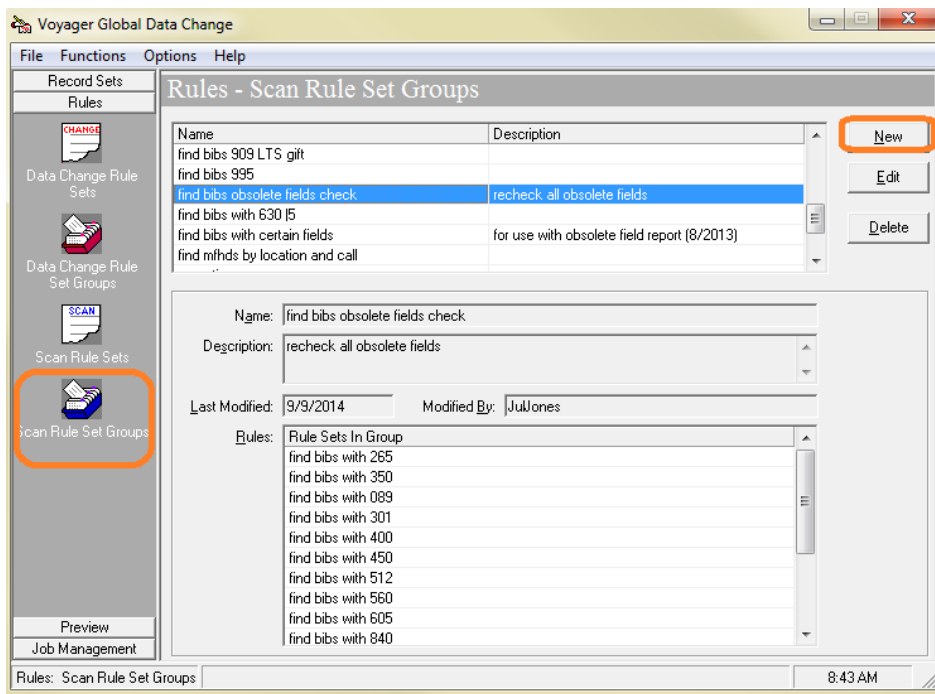 Voyager Global Data Change
File Functions Options Help
Record Sets
Rules
CHANGE
Data Change Rule
Sets
Data Change Rule
Set Groups
SCAN
Scan Rule Sets
Scan Rule Set Groups
Preview
Job Management
Rules - Scan Rule Set Groups
Name Description
find bibs 909 LTS gift
find bibs 995
find bibs obsolete fields check recheck all obsolete fields
find bibs with 630 |5
find bibs with certain fields for use with obsolete field report (8/2013)
find mfhds by location and call
New
Edit
Delete
Name: find bibs obsolete fields check
Description: recheck all obsolete fields
Last Modified: 9/9/2014 Modified By: JulJones
Rules: Rule Sets In Group
find bibs with 265
find bibs with 350
find bibs with 089
find bibs with 301
find bibs with 400
find bibs with 450
find bibs with 512
find bibs with 560
find bibs with 605
find bibs with 840
Rules: Scan Rule Set Groups 8:43 AM